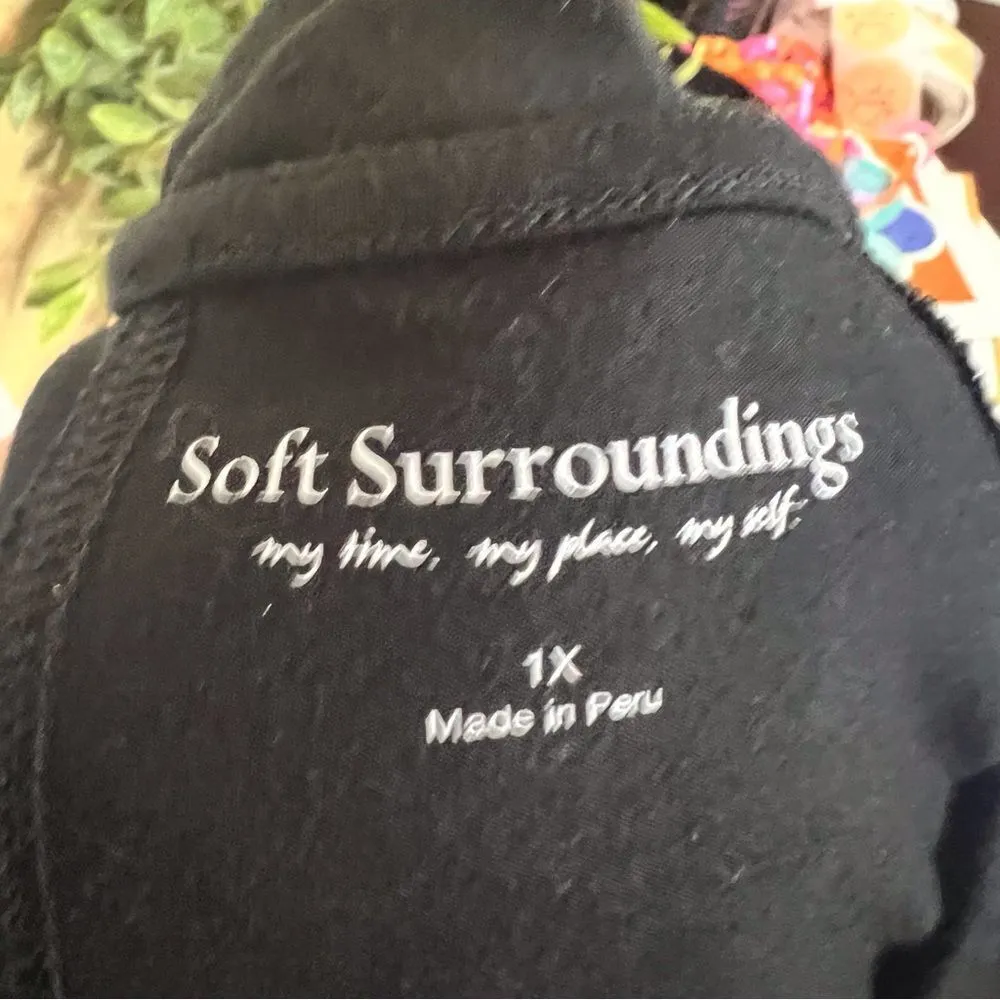 Soft Surroundings
my time, my place, my self.
1X
Made in Peru